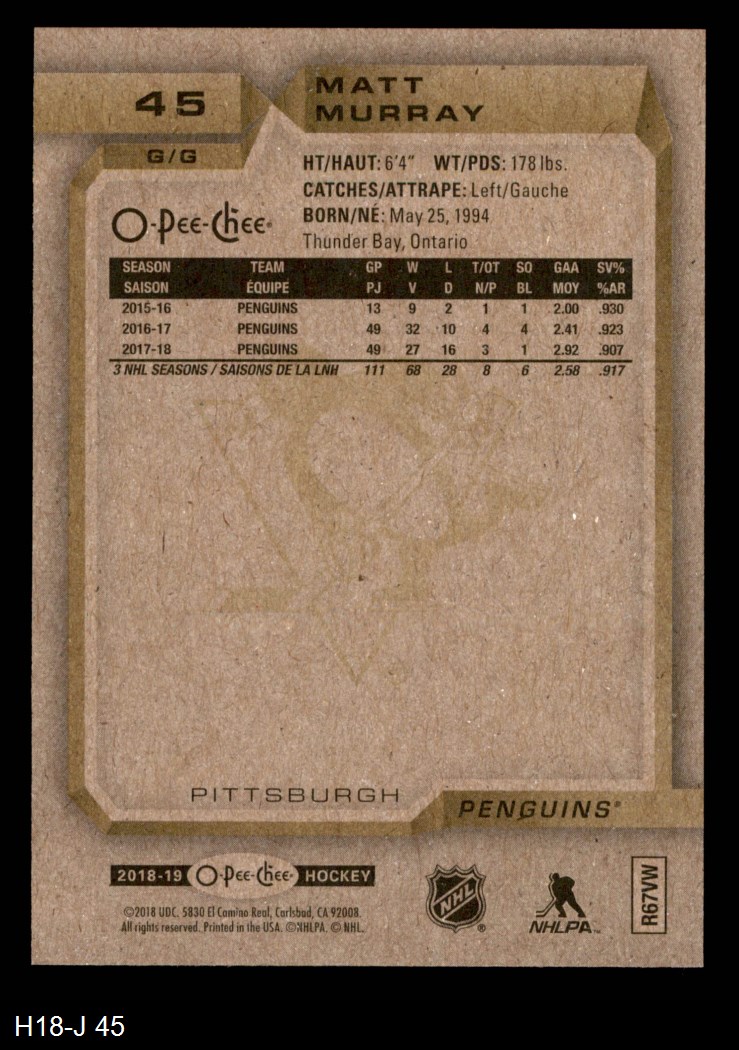 45
MATT
MURRAY
G/G
HT/HAUT: 6'4" WT/PDS: 178 lbs.
CATCHES/ATTRAPE: Left/Gauche
BORN/NÉ: May 25, 1994
Thunder Bay, Ontario
O-Pee-Chee
SEASON TEAM GP W L T/OT SO GAA SV%
SAISON ÉQUIPE PJ V D N/P BL MOY %AR
2015-16 PENGUINS 13 9 2 1 1 2.00 .930
2016-17 PENGUINS 49 32 10 4 4 2.41 .923
2017-18 PENGUINS 49 27 16 3 1 2.92 .907
3 NHL SEASONS / SAISONS DE LA LNH 111 68 28 8 6 2.58 .917
PITTSBURGH PENGUINS®
2018-19 O-Pee-Chee HOCKEY
©2018 UDC. 5830 El Camino Real, Carlsbad, CA 92008.
All rights reserved. Printed in the USA. ©NHLPA. © NHL.
NHL®
NHLPA™
R67VW
H18-J 45